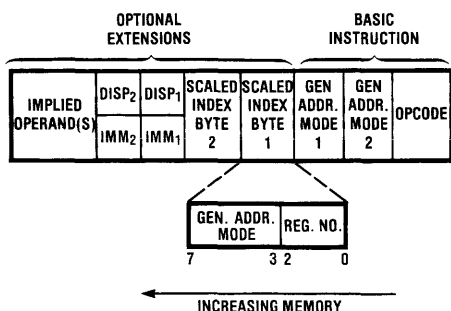 OPTIONAL EXTENSIONS
BASIC INSTRUCTION
IMPLIED OPERAND(S)
DISP2 DISP1
IMM2 IMM1
SCALED INDEX BYTE 2
SCALED INDEX BYTE 1
GEN ADDR. MODE 1
GEN ADDR. MODE 2
OPCODE
GEN. ADDR. MODE
REG. NO.
7 3 2 0
INCREASING MEMORY